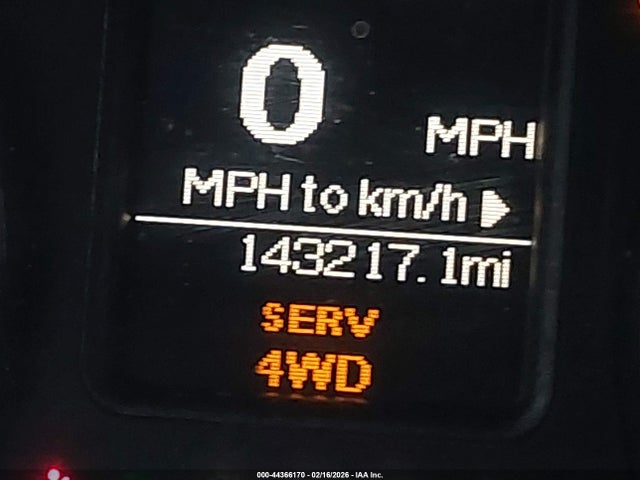 0
MPH
MPH to km/h ▶
143217.1mi
SERV
4WD
000-44366170 - 02/16/2026 - IAA Inc.